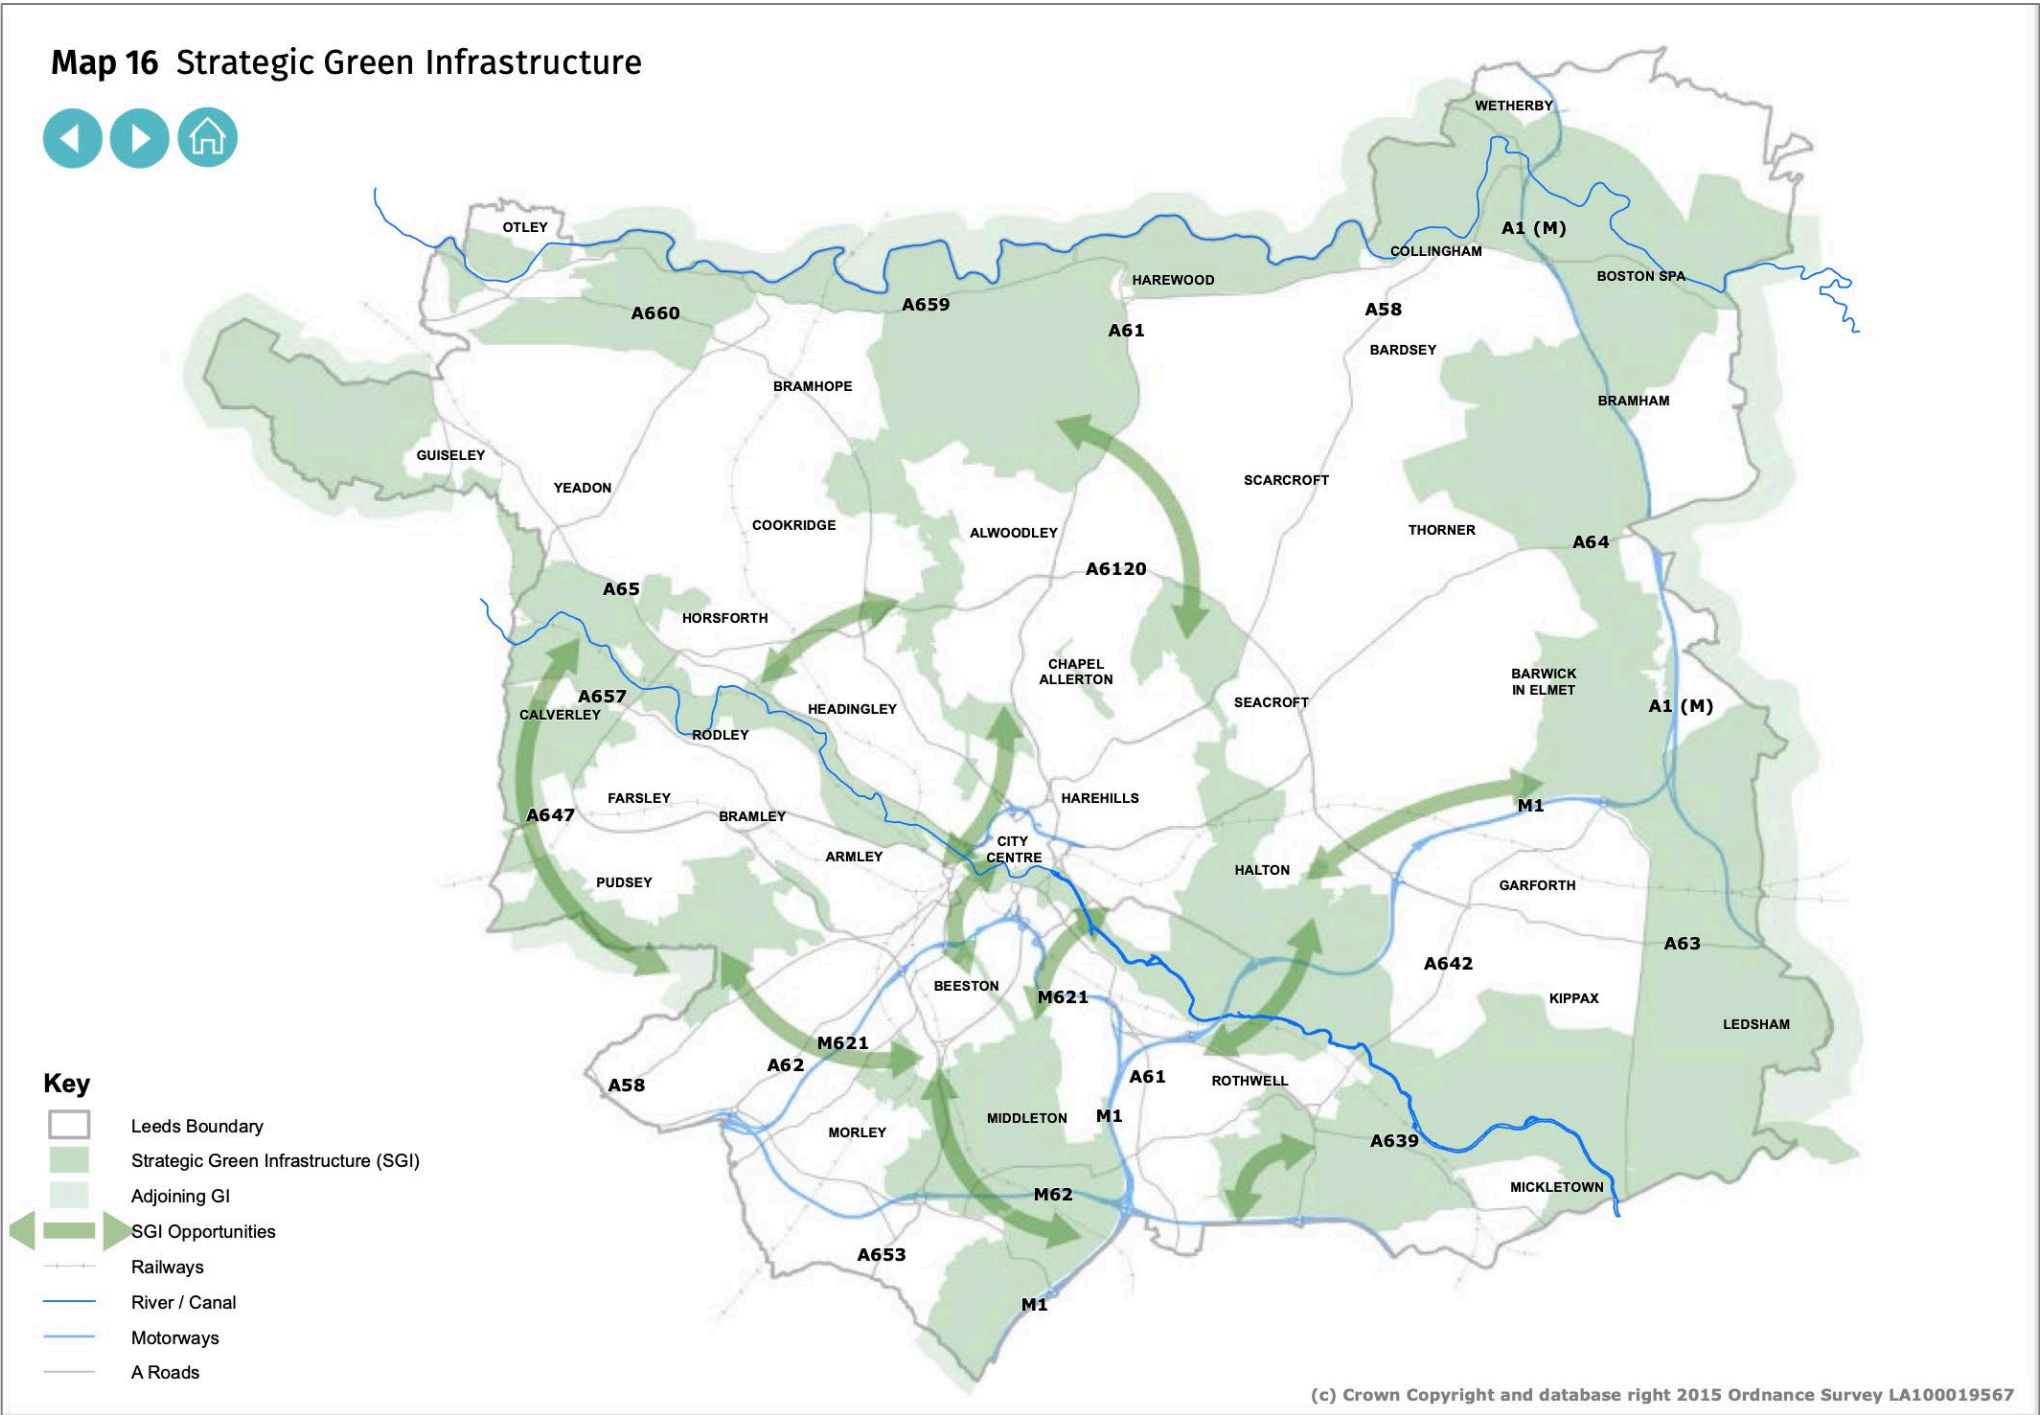 Map 16 Strategic Green Infrastructure
WETHERBY
OTLEY
A1 (M)
COLLINGHAM
BOSTON SPA
HAREWOOD
A660
A659
A58
A61
BARDSEY
BRAMHOPE
BRAMHAM
GUISELEY
YEADON
SCARCROFT
COOKRIDGE
ALWOODLEY
THORNER
A64
A6120
A65
HORSFORTH
CHAPEL
ALLERTON
BARWICK
IN ELMET
A657
CALVERLEY
HEADINGLEY
SEACROFT
A1 (M)
RODLEY
FARSLEY
HAREHILLS
M1
A647
BRAMLEY
CITY
CENTRE
ARMLEY
HALTON
PUDSEY
GARFORTH
A63
A642
BEESTON
M621
KIPPAX
LEDSHAM
M621
A62
A58
A61
ROTHWELL
MIDDLETON
M1
MORLEY
A639
M62
MICKLETOWN
A653
M1
Key
Leeds Boundary
Strategic Green Infrastructure (SGI)
Adjoining GI
SGI Opportunities
Railways
River / Canal
Motorways
A Roads
(c) Crown Copyright and database right 2015 Ordnance Survey LA100019567